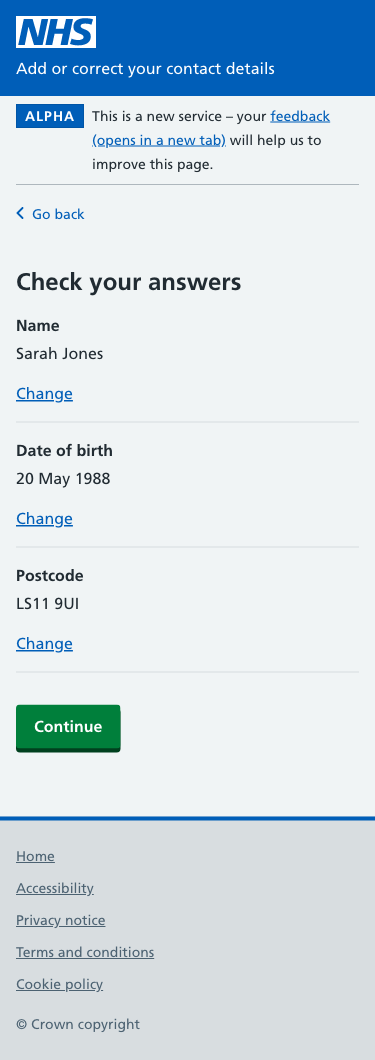 NHS
Add or correct your contact details
ALPHA This is a new service – your feedback
(opens in a new tab) will help us to
improve this page.
Go back
Check your answers
Name
Sarah Jones
Change
Date of birth
20 May 1988
Change
Postcode
LS11 9UI
Change
Continue
Home
Accessibility
Privacy notice
Terms and conditions
Cookie policy
© Crown copyright